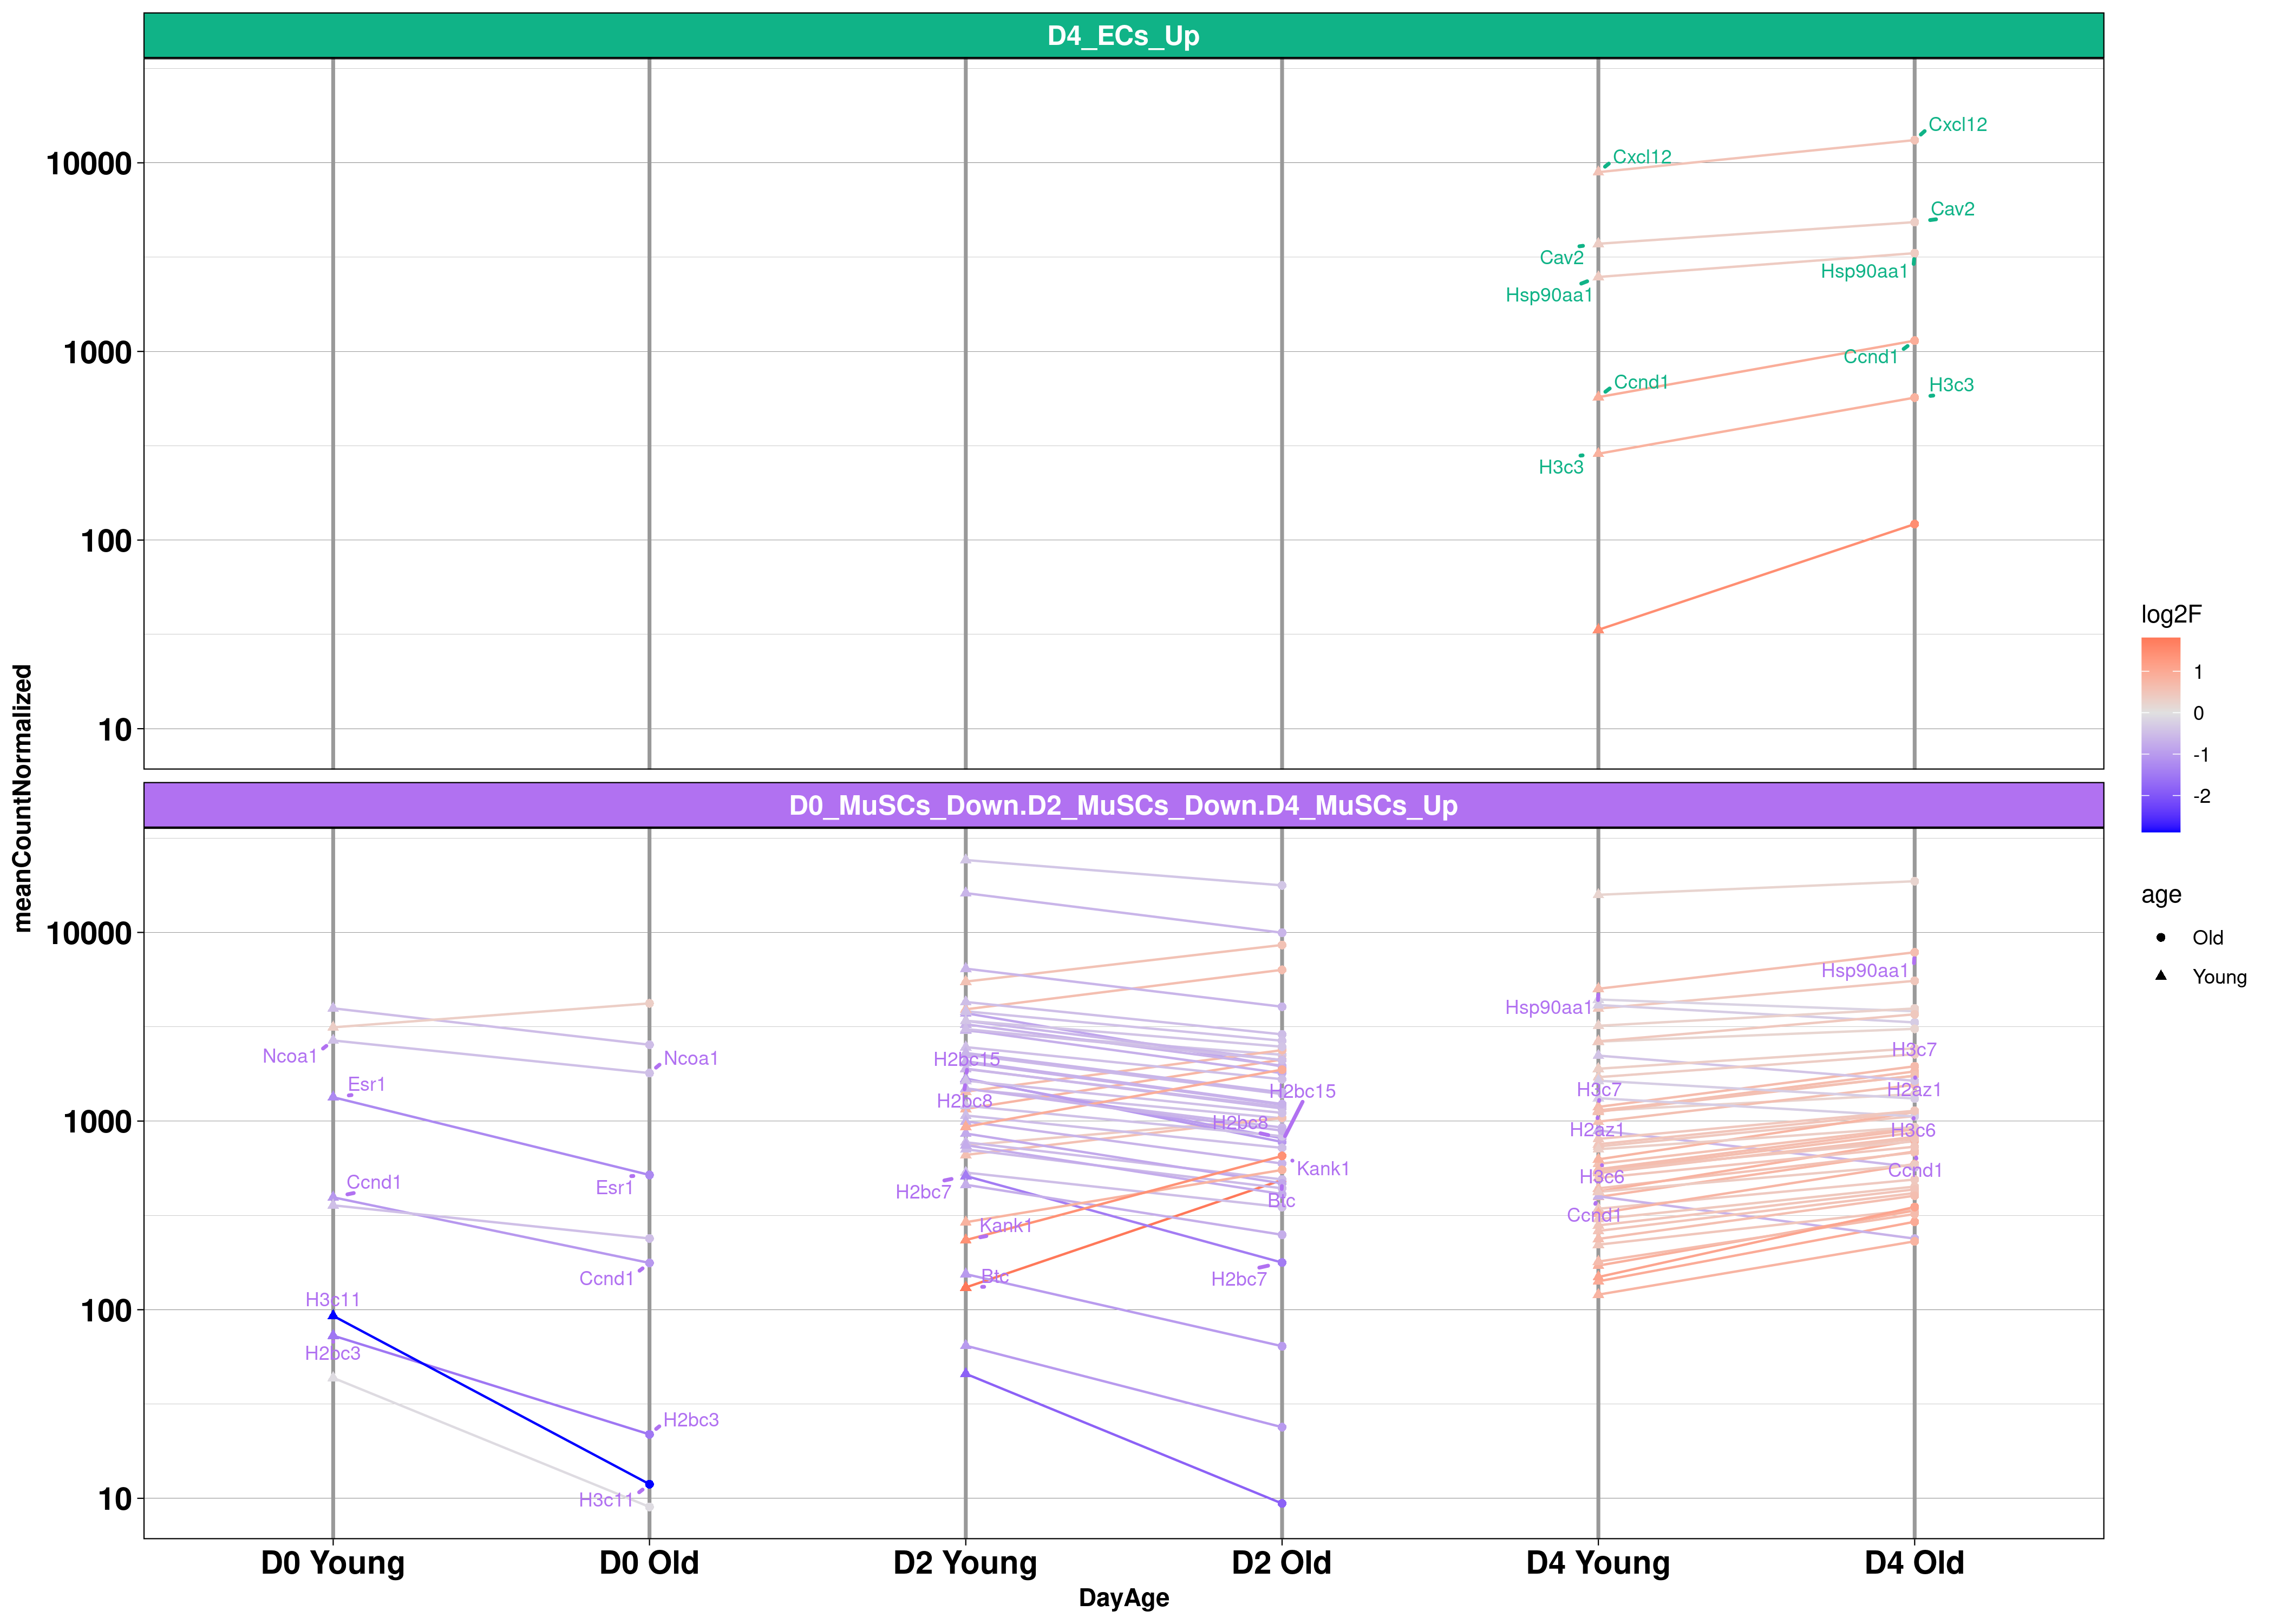 D4_ECs_Up
10000
1000
100
10
Cxcl12
Cxcl12
Cav2
Cav2
Hsp90aa1
Hsp90aa1
Ccnd1
Ccnd1
H3c3
H3c3
meanCountNormalized
D0_MuSCs_Down.D2_MuSCs_Down.D4_MuSCs_Up
10000
1000
100
10
Ncoa1
Ncoa1
Esr1
Esr1
Ccnd1
Ccnd1
H3c11
H2bc3
H2bc3
H3c11
H2bc15
H2bc15
H2bc8
H2bc8
H2bc7
Kank1
Kank1
Btc
Btc
H2bc7
Hsp90aa1
Hsp90aa1
H3c7
H3c7
H2az1
H2az1
H3c6
H3c6
Ccnd1
Ccnd1
D0 Young
D0 Old
D2 Young
D2 Old
D4 Young
D4 Old
DayAge
log2F
1
0
-1
-2
age
Old
Young